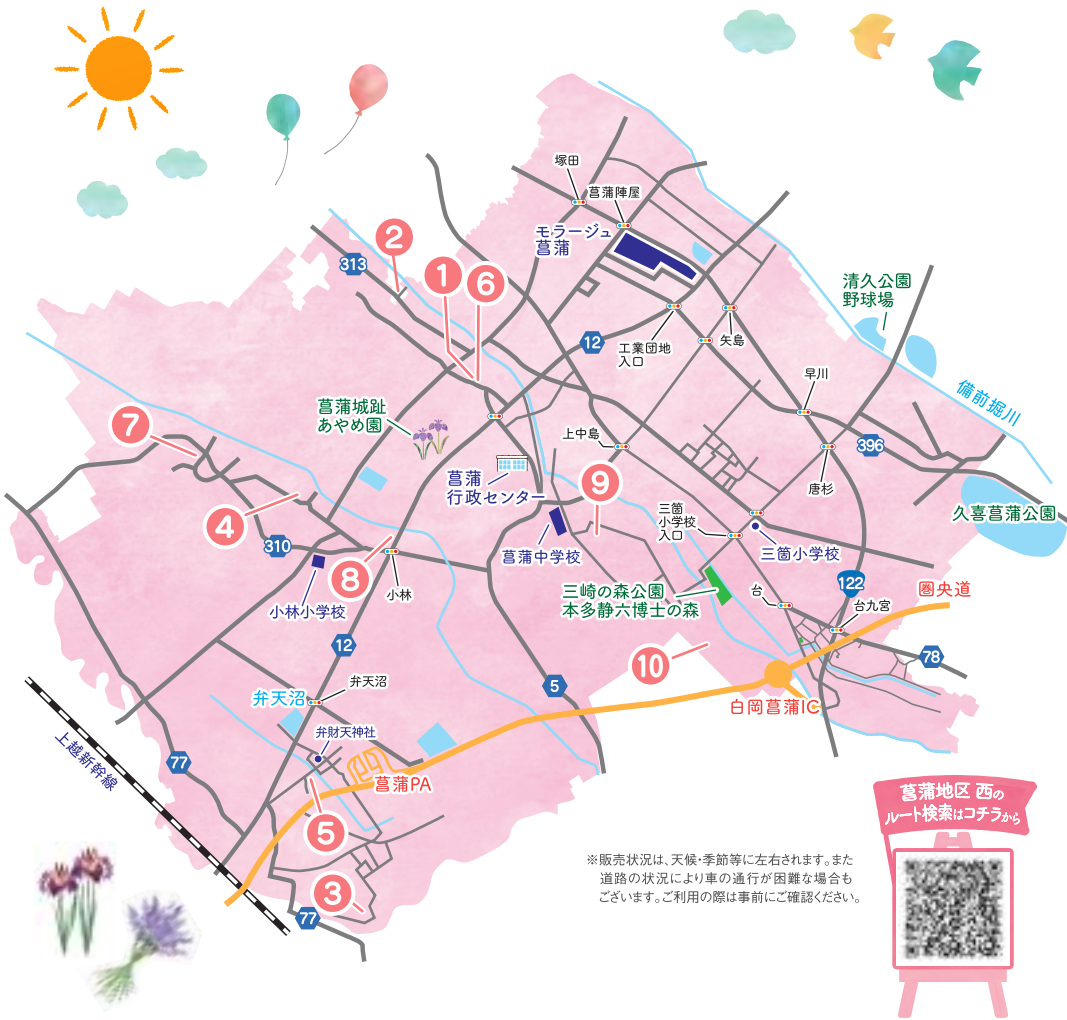 塚田
菖蒲陣屋
モラージュ
菖蒲
2
313
1
6
清久公園
野球場
12
工業団地
入口
矢島
早川
備前掘川
菖蒲城趾
あやめ園
7
上中島
396
菖蒲
行政センター
9
唐杉
久喜菖蒲公園
4
三箇
小学校
入口
310
菖蒲中学校
三箇小学校
8
小林
小林小学校
三崎の森公園
本多静六博士の森
台
122
台九宮
圏央道
12
10
78
弁天沼
弁天沼
5
白岡菖蒲IC
上越新幹線
77
弁財天神社
菖蒲PA
5
3
77
菖蒲地区 西の
ルート検索はコチラから
※販売状況は、天候・季節等に左右されます。また
道路の状況により車の通行が困難な場合も
ございます。ご利用の際は事前にご確認ください。